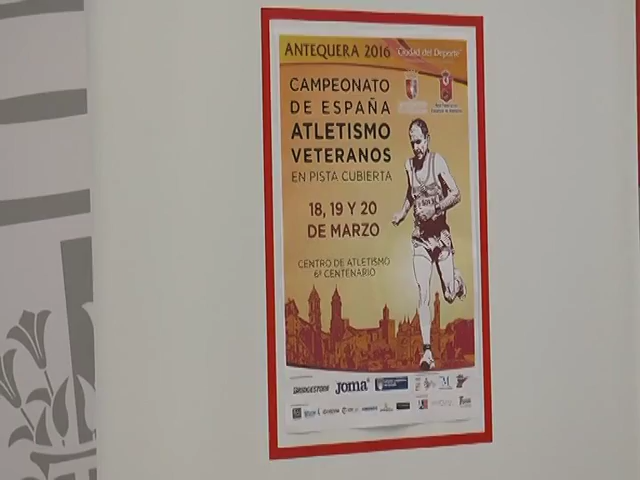 ANTEQUERA 2016 "Ciudad del Deporte"
CAMPEONATO
DE ESPAÑA
ATLETISMO
VETERANOS
EN PISTA CUBIERTA
18, 19 Y 20
DE MARZO
CENTRO DE ATLETISMO
6º CENTENARIO
BRIDGESTONE Joma